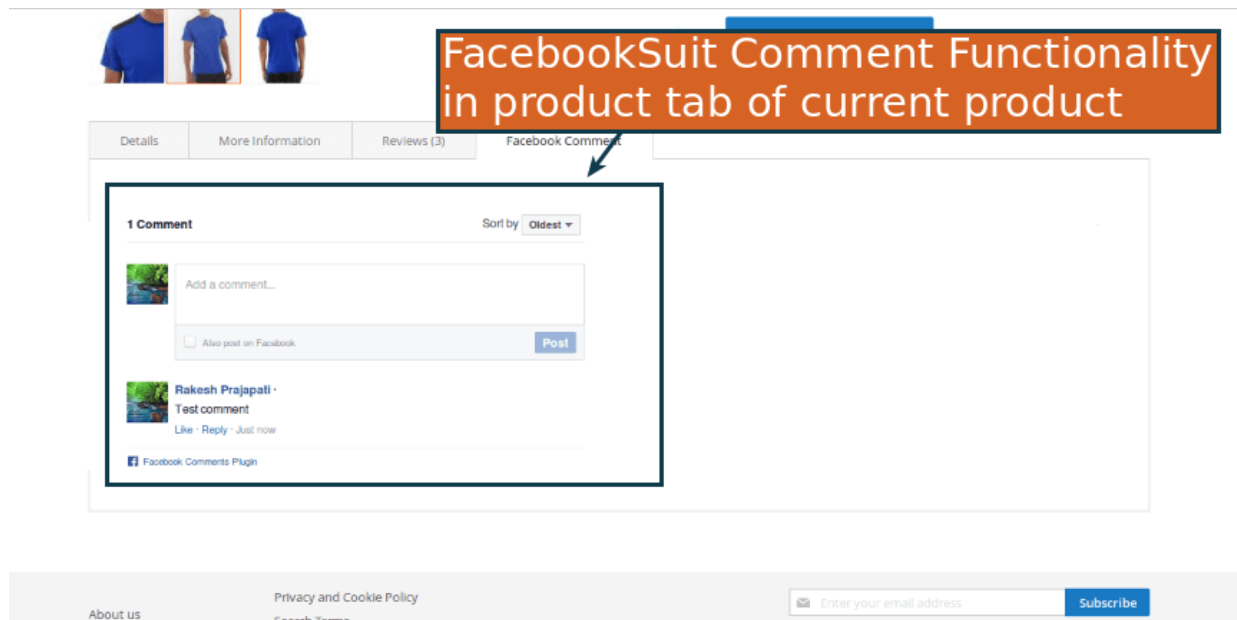 FacebookSuit Comment Functionality
in product tab of current product
Details More Information Reviews (3) Facebook Comment
1 Comment Sort by Oldest
Add a comment...
Also post on Facebook Post
Rakesh Prajapati ·
Test comment
Like · Reply · Just now
Facebook Comments Plugin
Privacy and Cookie Policy
Enter your email address Subscribe
About us
Search Terms